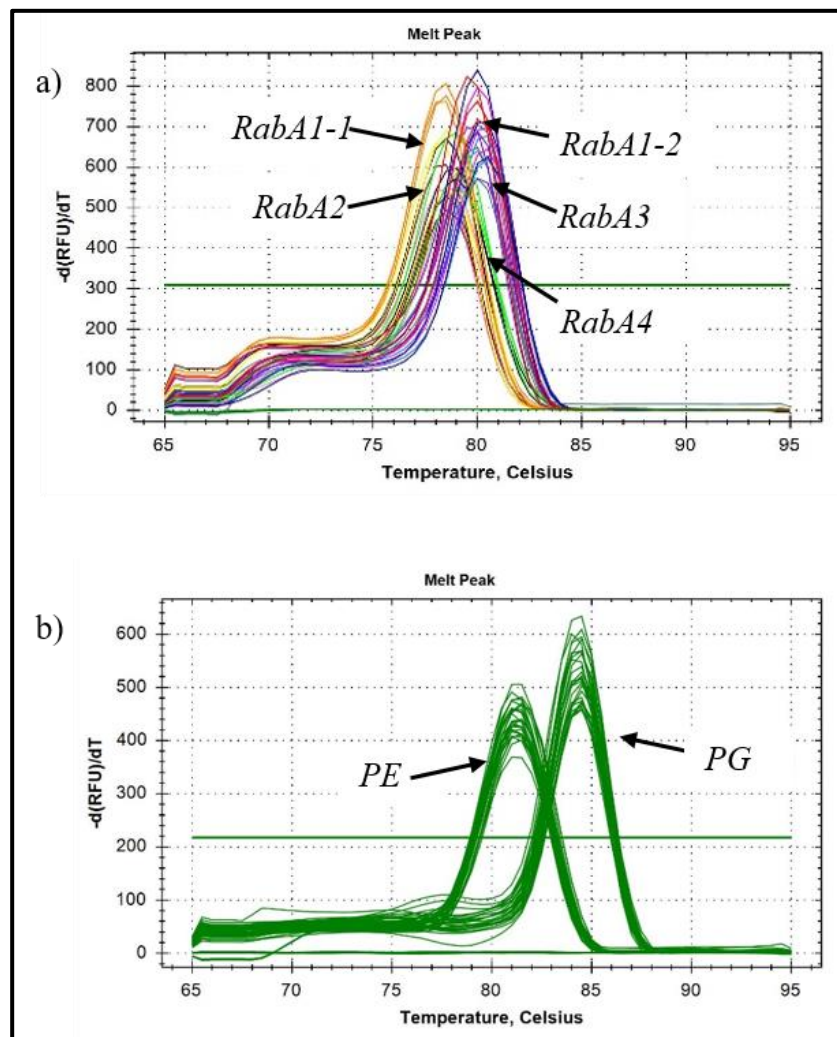 a)
Melt Peak
-d(RFU)/dT
800
700
600
500
400
300
200
100
0
RabA1-1
RabA2
RabA1-2
RabA3
RabA4
65 70 75 80 85 90 95
Temperature, Celsius
b)
Melt Peak
-d(RFU)/dT
600
500
400
300
200
100
0
PE
PG
65 70 75 80 85 90 95
Temperature, Celsius